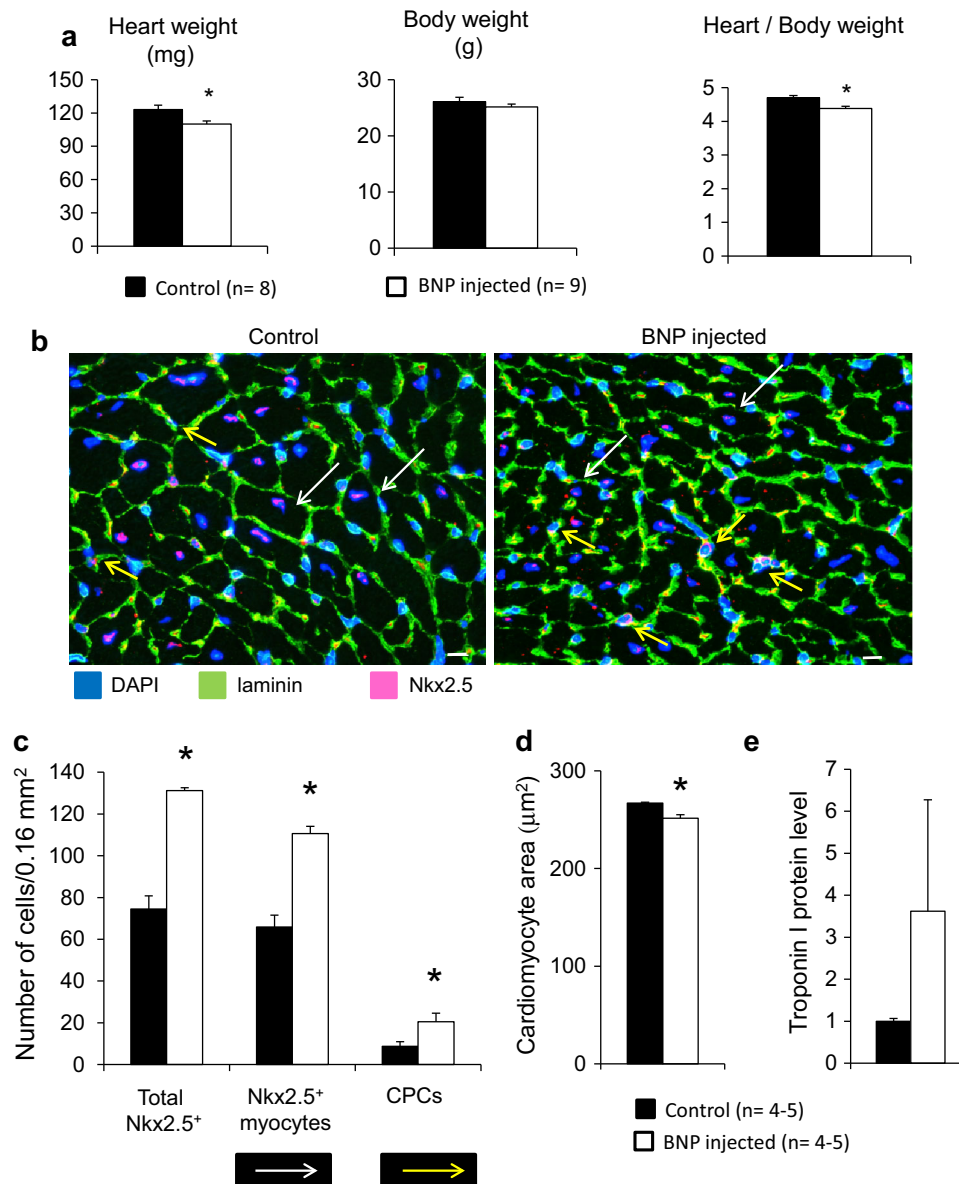 a
Heart weight
(mg)
Body weight
(g)
Heart / Body weight
150
120
90
60
30
0
30
20
10
0
5
4
3
2
1
0
*
*
Control (n= 8)
BNP injected (n= 9)
b
Control
BNP injected
DAPI
laminin
Nkx2.5
c
Number of cells/0.16 mm²
140
120
100
80
60
40
20
0
*
*
*
Total
Nkx2.5⁺
Nkx2.5⁺
myocytes
CPCs
d
Cardiomyocyte area (μm²)
300
200
100
0
*
e
Troponin I protein level
7
6
5
4
3
2
1
0
Control (n= 4-5)
BNP injected (n= 4-5)